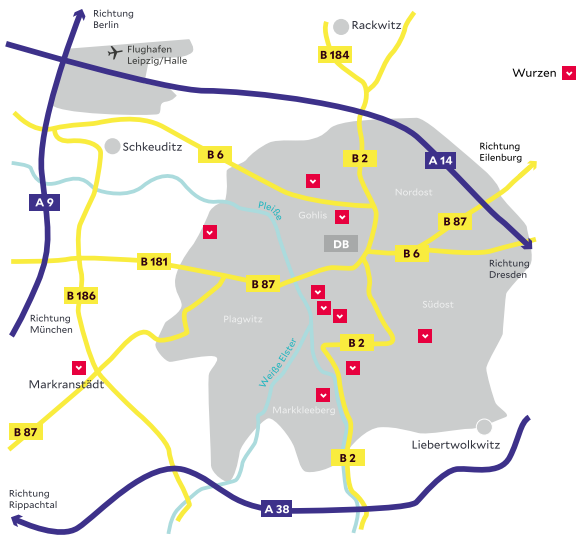 Richtung
Berlin
Rackwitz
Flughafen
Leipzig/Halle
B 184
Wurzen
Schkeuditz
B 6
B 2
A 14
Richtung
Eilenburg
Nordost
A 9
Pleiße
Gohlis
B 87
DB
B 6
B 181
Richtung
Dresden
B 87
B 186
Plagwitz
Südost
Richtung
München
B 2
Weiße Elster
Markranstädt
Markkleeberg
B 87
Liebertwolkwitz
B 2
Richtung
Rippachtal
A 38